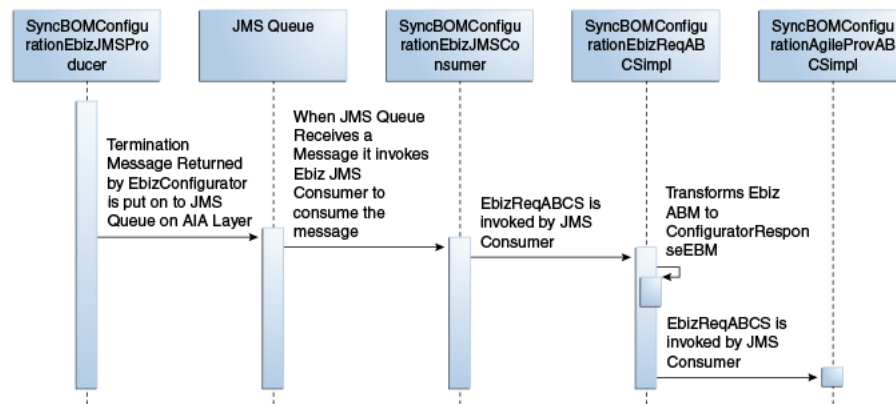 SyncBOMConfigu
rationEbizJMSPro
ducer
JMS Queue
SyncBOMConfigu
rationEbizJMSCo
nsumer
SyncBOMConfigu
rationEbizReqAB
CSimpl
SyncBOMConfigu
rationAgileProvAB
CSimpl
Termination
Message Returned
by EbizConfigurator
is put on to JMS
Queue on AIA Layer
When JMS Queue
Receives a
Message it invokes
Ebiz JMS
Consumer to
consume the
message
EbizReqABCS is
invoked by JMS
Consumer
Transforms Ebiz
ABM to
ConfiguratorRespon
seEBM
EbizReqABCS is
invoked by JMS
Consumer